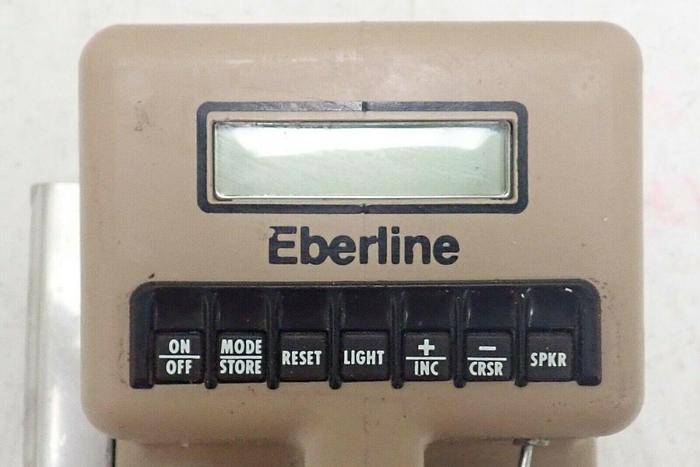 Eberline
ON
OFF
MODE
STORE
RESET
LIGHT
+
INC
−
CRSR
SPKR